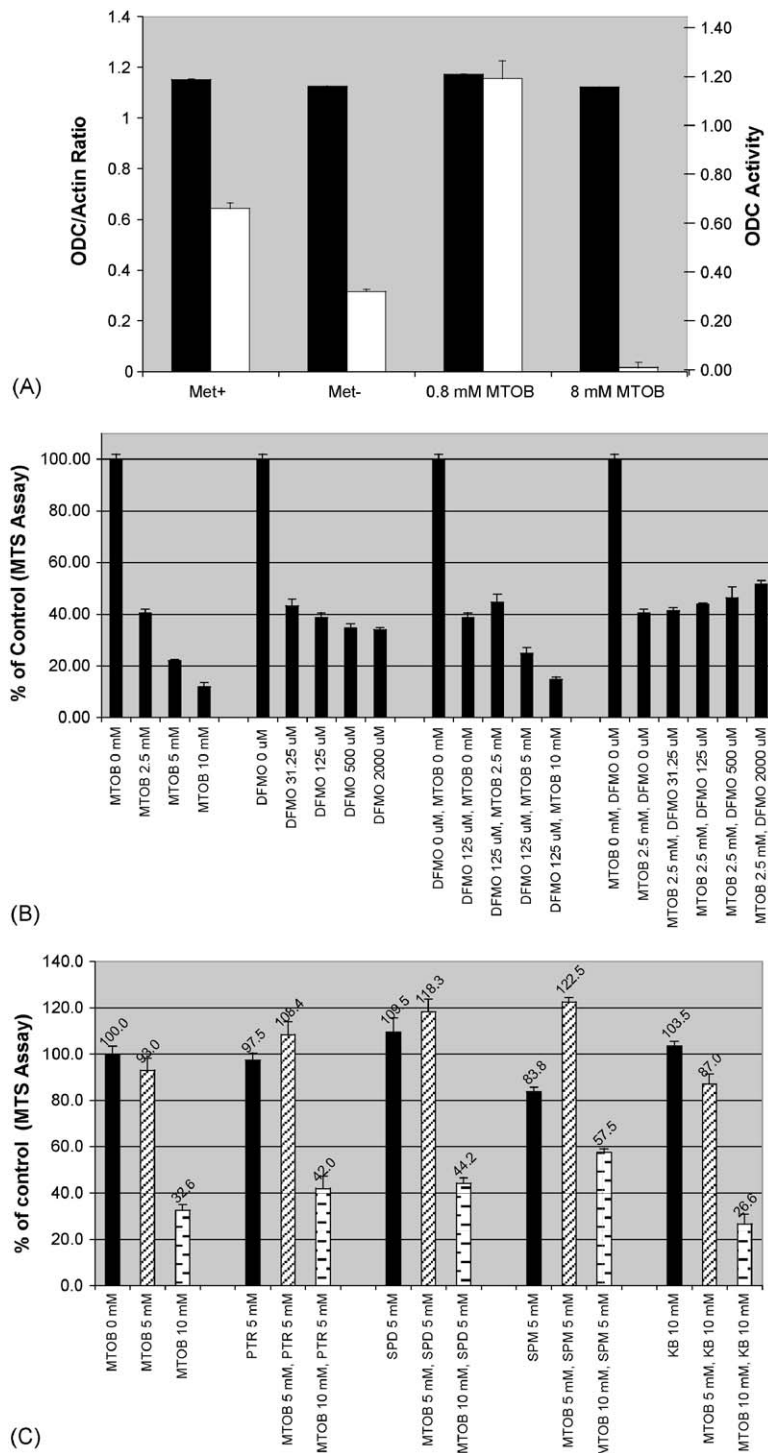 1.4
1.2
1
0.8
0.6
0.4
0.2
0
ODC/Actin Ratio
1.40
1.20
1.00
0.80
0.60
0.40
0.20
0.00
ODC Activity
Met+ Met- 0.8 mM MTOB 8 mM MTOB
(A)
100.00
80.00
60.00
40.00
20.00
0.00
% of Control (MTS Assay)
MTOB 0 mM
MTOB 2.5 mM
MTOB 5 mM
MTOB 10 mM
DFMO 0 uM
DFMO 31.25 uM
DFMO 125 uM
DFMO 500 uM
DFMO 2000 uM
DFMO 0 uM, MTOB 0 mM
DFMO 125 uM, MTOB 0 mM
DFMO 125 uM, MTOB 2.5 mM
DFMO 125 uM, MTOB 5 mM
DFMO 125 uM, MTOB 10 mM
MTOB 0 mM, DFMO 0 uM
MTOB 2.5 mM, DFMO 0 uM
MTOB 2.5 mM, DFMO 31.25 uM
MTOB 2.5 mM, DFMO 125 uM
MTOB 2.5 mM, DFMO 500 uM
MTOB 2.5 mM, DFMO 2000 uM
(B)
140.0
120.0
100.0
80.0
60.0
40.0
20.0
0.0
% of control (MTS Assay)
100.0
93.0
32.6
97.5
108.4
42.0
109.5
118.3
44.2
83.8
122.5
57.5
103.5
87.0
26.6
MTOB 0 mM
MTOB 5 mM
MTOB 10 mM
PTR 5 mM
MTOB 5 mM, PTR 5 mM
MTOB 10 mM, PTR 5 mM
SPD 5 mM
MTOB 5 mM, SPD 5 mM
MTOB 10 mM, SPD 5 mM
SPM 5 mM
MTOB 5 mM, SPM 5 mM
MTOB 10 mM, SPM 5 mM
KB 10 mM
MTOB 5 mM, KB 10 mM
MTOB 10 mM, KB 10 mM
(C)